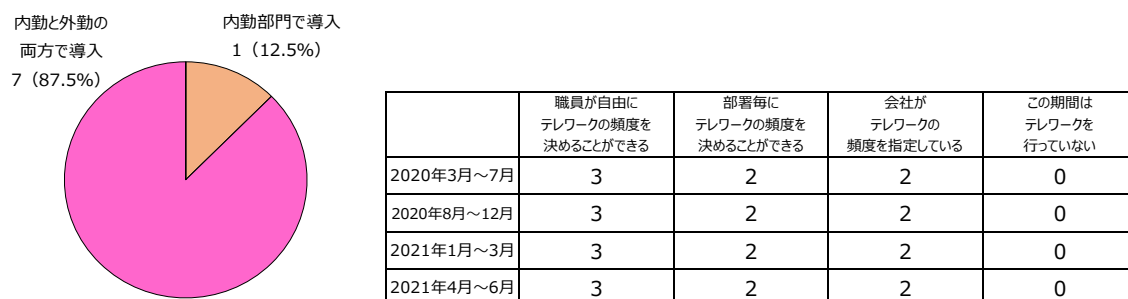 内勤と外勤の
両方で導入
7（87.5%）
内勤部門で導入
1（12.5%）
職員が自由に
テレワークの頻度を
決めることができる
部署毎に
テレワークの頻度を
決めることができる
会社が
テレワークの
頻度を指定している
この期間は
テレワークを
行っていない
2020年3月～7月 3 2 2 0
2020年8月～12月 3 2 2 0
2021年1月～3月 3 2 2 0
2021年4月～6月 3 2 2 0